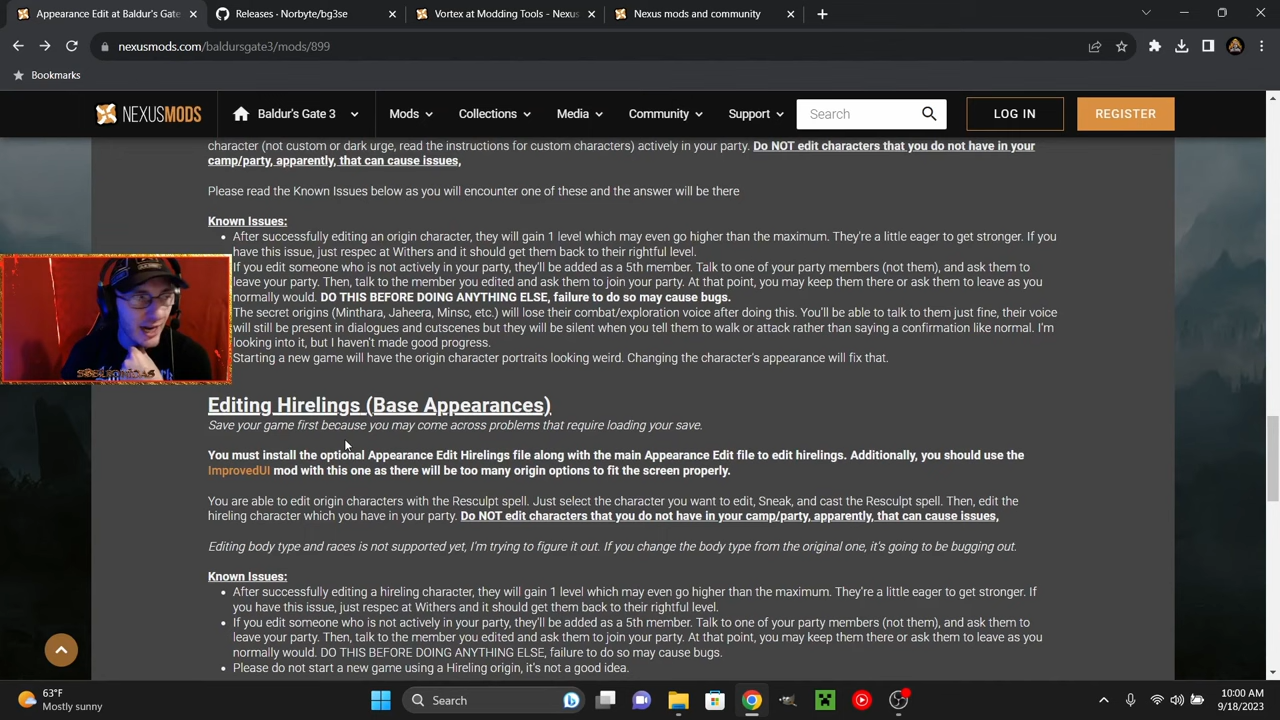 Appearance Edit at Baldur's Gate
Releases · Norbyte/bg3se
Vortex at Modding Tools - Nexus
Nexus mods and community
nexusmods.com/baldursgate3/mods/899
Bookmarks
NEXUSMODS
Baldur's Gate 3
Mods
Collections
Media
Community
Support
Search
LOG IN
REGISTER
character (not custom or dark urge, read the instructions for custom characters) actively in your party. Do NOT edit characters that you do not have in your
camp/party, apparently, that can cause issues,
Please read the Known Issues below as you will encounter one of these and the answer will be there
Known Issues:
After successfully editing an origin character, they will gain 1 level which may even go higher than the maximum. They're a little eager to get stronger. If you
have this issue, just respec at Withers and it should get them back to their rightful level.
If you edit someone who is not actively in your party, they'll be added as a 5th member. Talk to one of your party members (not them), and ask them to
leave your party. Then, talk to the member you edited and ask them to join your party. At that point, you may keep them there or ask them to leave as you
normally would. DO THIS BEFORE DOING ANYTHING ELSE, failure to do so may cause bugs.
The secret origins (Minthara, Jaheera, Minsc, etc.) will lose their combat/exploration voice after doing this. You'll be able to talk to them just fine, their voice
will still be present in dialogues and cutscenes but they will be silent when you tell them to walk or attack rather than saying a confirmation like normal. I'm
looking into it, but I haven't made good progress.
Starting a new game will have the origin character portraits looking weird. Changing the character's appearance will fix that.
Editing Hirelings (Base Appearances)
Save your game first because you may come across problems that require loading your save.
You must install the optional Appearance Edit Hirelings file along with the main Appearance Edit file to edit hirelings. Additionally, you should use the
ImprovedUI mod with this one as there will be too many origin options to fit the screen properly.
You are able to edit origin characters with the Resculpt spell. Just select the character you want to edit, Sneak, and cast the Resculpt spell. Then, edit the
hireling character which you have in your party. Do NOT edit characters that you do not have in your camp/party, apparently, that can cause issues,
Editing body type and races is not supported yet, I'm trying to figure it out. If you change the body type from the original one, it's going to be bugging out.
Known Issues:
After successfully editing a hireling character, they will gain 1 level which may even go higher than the maximum. They're a little eager to get stronger. If
you have this issue, just respec at Withers and it should get them back to their rightful level.
If you edit someone who is not actively in your party, they'll be added as a 5th member. Talk to one of your party members (not them), and ask them to
leave your party. Then, talk to the member you edited and ask them to join your party. At that point, you may keep them there or ask them to leave as you
normally would. DO THIS BEFORE DOING ANYTHING ELSE, failure to do so may cause bugs.
Please do not start a new game using a Hireling origin, it's not a good idea.
63°F
Mostly sunny
Search
10:00 AM
9/18/2023